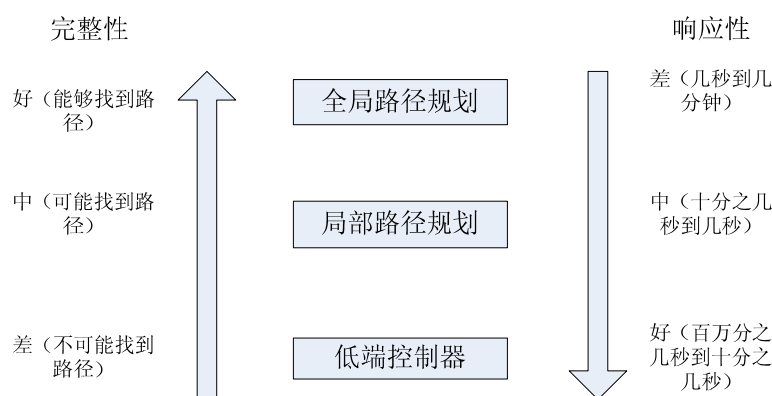 完整性
响应性
好（能够找到路
径）
全局路径规划
差（几秒到几
分钟）
中（可能找到路
径）
局部路径规划
中（十分之几
秒到几秒）
差（不可能找到
路径）
低端控制器
好（百万分之
几秒到十分之
几秒）